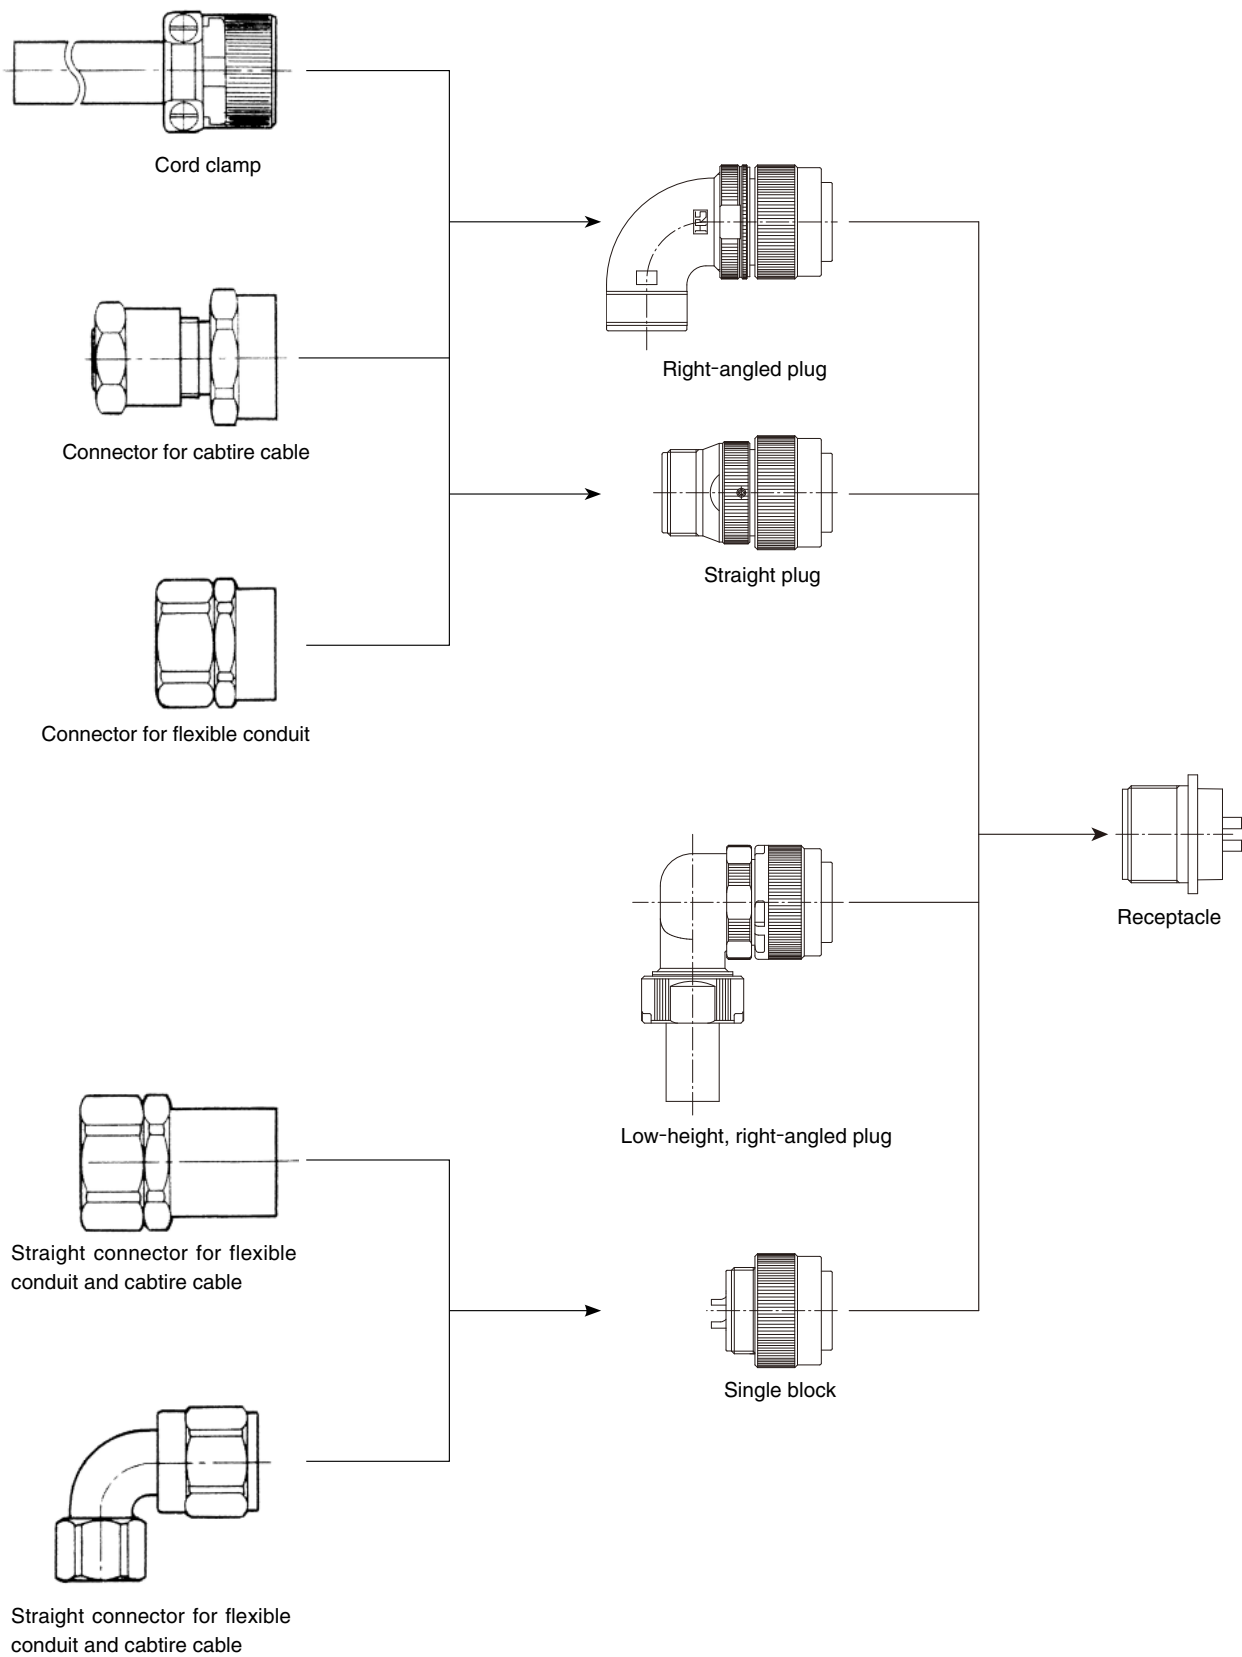 Cord clamp
HRS
Right-angled plug
Connector for cabtire cable
Straight plug
Connector for flexible conduit
Receptacle
Low-height, right-angled plug
Straight connector for flexible
conduit and cabtire cable
Single block
Straight connector for flexible
conduit and cabtire cable